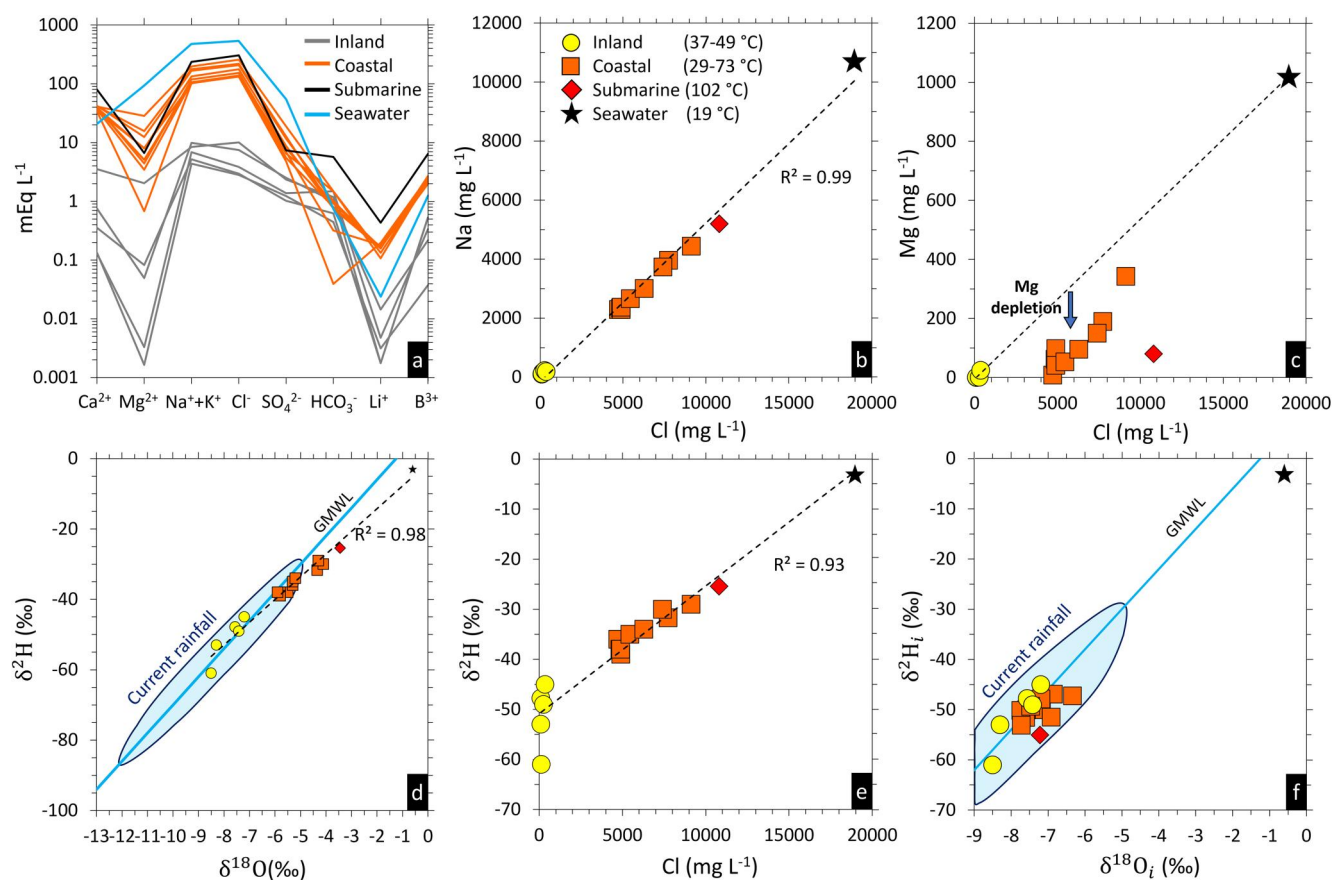 1000
100
10
1
0.1
0.01
0.001
mEq L⁻¹
Inland
Coastal
Submarine
Seawater
Ca²⁺ Mg²⁺ Na⁺+K⁺ Cl⁻ SO₄²⁻ HCO₃⁻ Li⁺ B³⁺
a
12000
10000
8000
6000
4000
2000
0
Na (mg L⁻¹)
Inland (37-49 °C)
Coastal (29-73 °C)
Submarine (102 °C)
Seawater (19 °C)
R² = 0.99
0 5000 10000 15000 20000
Cl (mg L⁻¹)
b
1200
1000
800
600
400
200
0
Mg (mg L⁻¹)
Mg
depletion
0 5000 10000 15000 20000
Cl (mg L⁻¹)
c
0
-20
-40
-60
-80
-100
δ²H (‰)
Current rainfall
GMWL
R² = 0.98
-13 -12 -11 -10 -9 -8 -7 -6 -5 -4 -3 -2 -1 0
δ¹⁸O(‰)
d
0
-10
-20
-30
-40
-50
-60
-70
δ²H (‰)
R² = 0.93
0 5000 10000 15000 20000
Cl (mg L⁻¹)
e
0
-10
-20
-30
-40
-50
-60
-70
δ²Hᵢ (‰)
GMWL
Current rainfall
-9 -8 -7 -6 -5 -4 -3 -2 -1 0
δ¹⁸Oᵢ (‰)
f